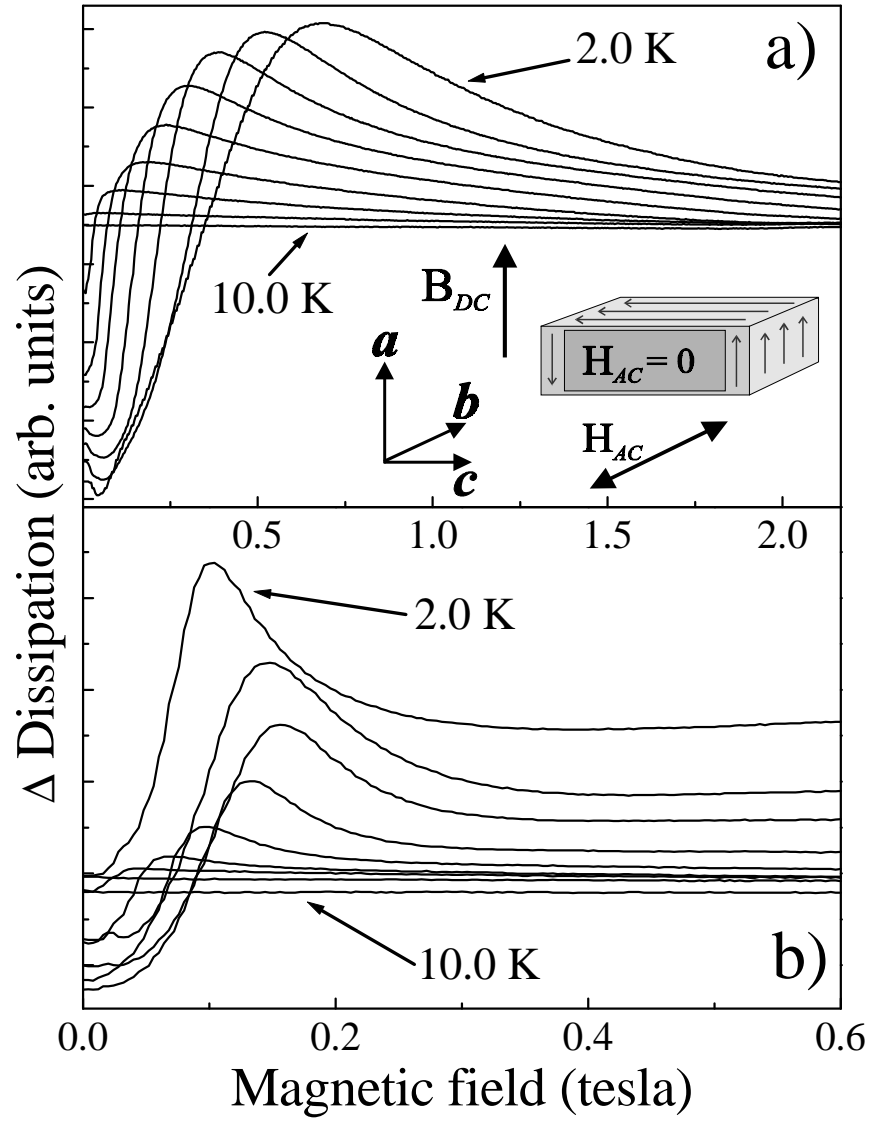 a)
2.0 K
10.0 K
B_DC
a
b
c
H_AC = 0
H_AC
0.5 1.0 1.5 2.0
2.0 K
10.0 K
b)
0.0 0.2 0.4 0.6
Magnetic field (tesla)
Δ Dissipation (arb. units)